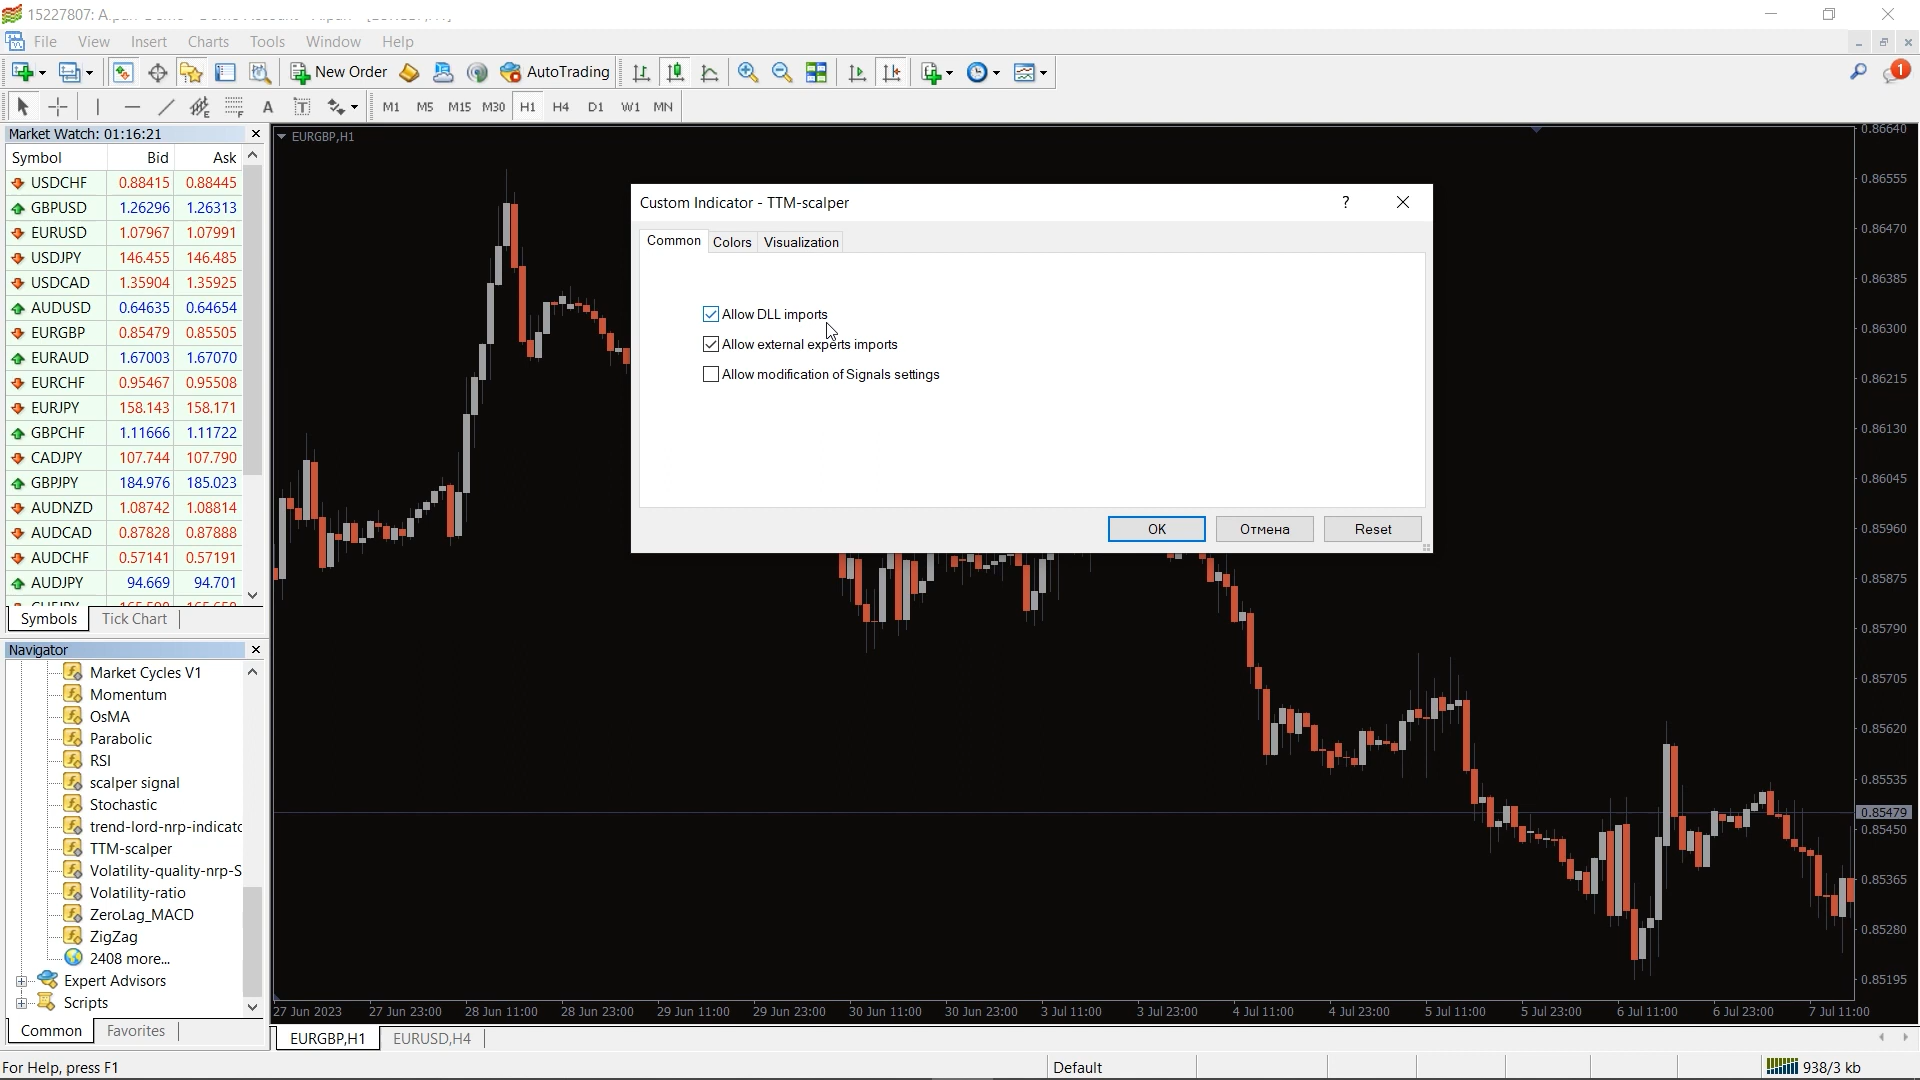 15227807: A
File View Insert Charts Tools Window Help
New Order AutoTrading
1
A T M1 M5 M15 M30 H1 H4 D1 W1 MN
Market Watch: 01:16:21
Symbol Bid Ask
USDCHF 0.88415 0.88445
GBPUSD 1.26296 1.26313
EURUSD 1.07967 1.07991
USDJPY 146.455 146.485
USDCAD 1.35904 1.35925
AUDUSD 0.64635 0.64654
EURGBP 0.85479 0.85505
EURAUD 1.67003 1.67070
EURCHF 0.95467 0.95508
EURJPY 158.143 158.171
GBPCHF 1.11666 1.11722
CADJPY 107.744 107.790
GBPJPY 184.976 185.023
AUDNZD 1.08742 1.08814
AUDCAD 0.87828 0.87888
AUDCHF 0.57141 0.57191
AUDJPY 94.669 94.701
Symbols Tick Chart
Navigator
Market Cycles V1
Momentum
OsMA
Parabolic
RSI
scalper signal
Stochastic
trend-lord-nrp-indicato
TTM-scalper
Volatility-quality-nrp-S
Volatility-ratio
ZeroLag_MACD
ZigZag
2408 more...
Expert Advisors
Scripts
Common Favorites
EURGBP,H1
Custom Indicator - TTM-scalper ?
Common Colors Visualization
Allow DLL imports
Allow external experts imports
Allow modification of Signals settings
OK Отмена Reset
0.86640
0.86555
0.86470
0.86385
0.86300
0.86215
0.86130
0.86045
0.85960
0.85875
0.85790
0.85705
0.85620
0.85535
0.85479
0.85450
0.85365
0.85280
0.85195
27 Jun 2023 27 Jun 23:00 28 Jun 11:00 28 Jun 23:00 29 Jun 11:00 29 Jun 23:00 30 Jun 11:00 30 Jun 23:00 3 Jul 11:00 3 Jul 23:00 4 Jul 11:00 4 Jul 23:00 5 Jul 11:00 5 Jul 23:00 6 Jul 11:00 6 Jul 23:00 7 Jul 11:00
EURGBP,H1 EURUSD,H4
For Help, press F1 Default 938/3 kb